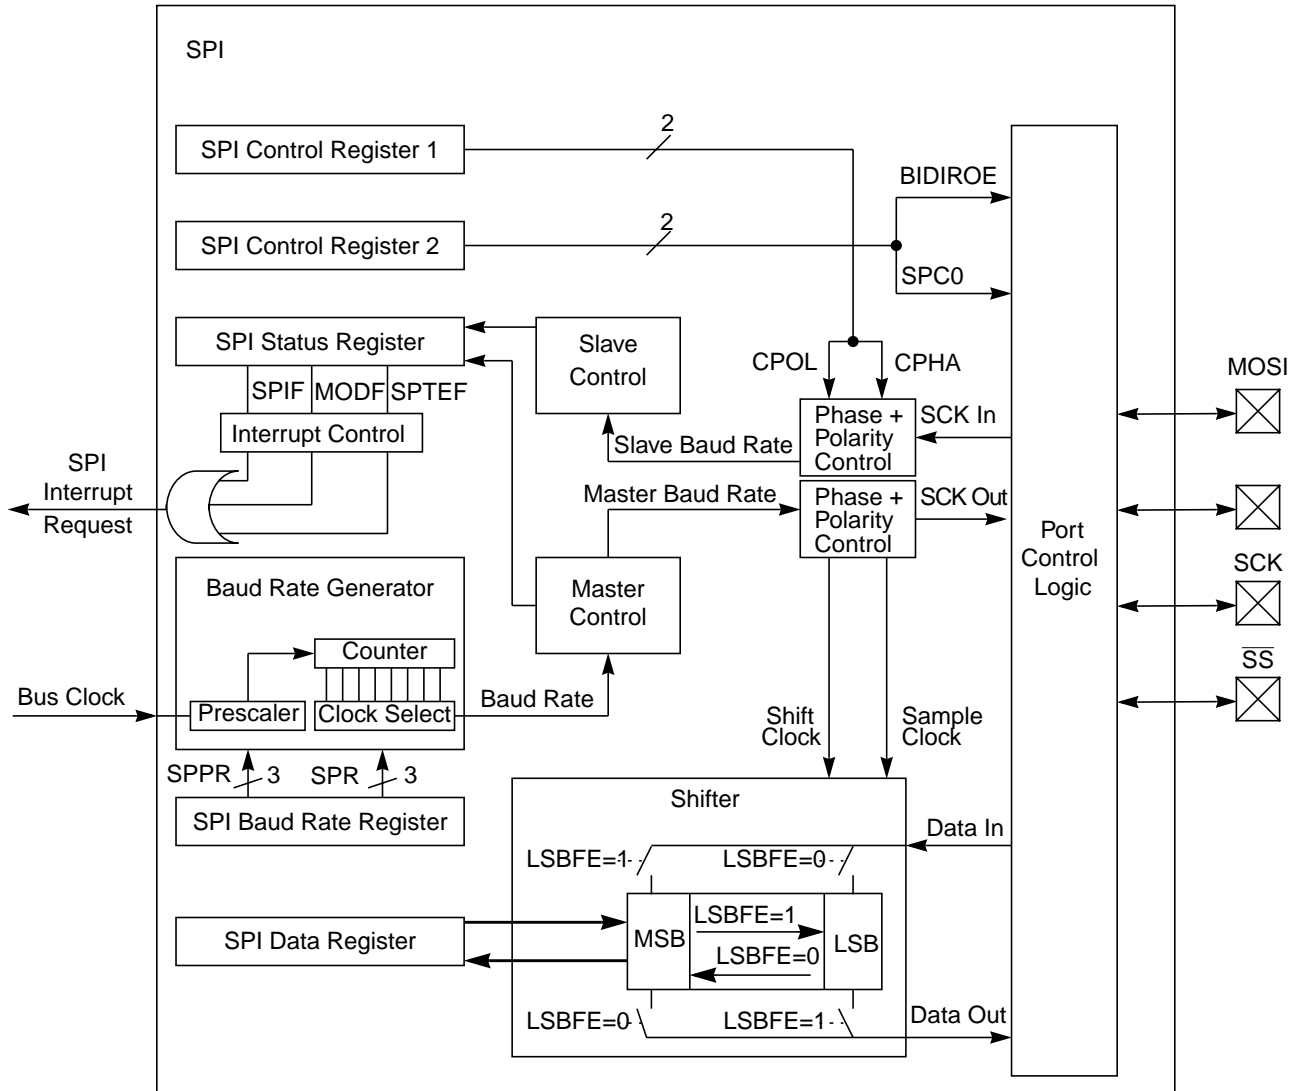 SPI
SPI Control Register 1
2
BIDIROE
SPI Control Register 2
2
SPC0
SPI Status Register
Slave
Control
CPOL
CPHA
MOSI
SPIF
MODF
SPTEF
Interrupt Control
Phase +
Polarity
Control
SCK In
Slave Baud Rate
SPI
Interrupt
Request
Master Baud Rate
Phase +
Polarity
Control
SCK Out
Port
Control
Logic
SCK
Baud Rate Generator
Master
Control
Counter
SS
Bus Clock
Prescaler
Clock Select
Baud Rate
Shift
Clock
Sample
Clock
SPPR
3
SPR
3
Shifter
SPI Baud Rate Register
Data In
LSBFE=1
LSBFE=0
SPI Data Register
MSB
LSBFE=1
LSBFE=0
LSB
LSBFE=0
LSBFE=1
Data Out